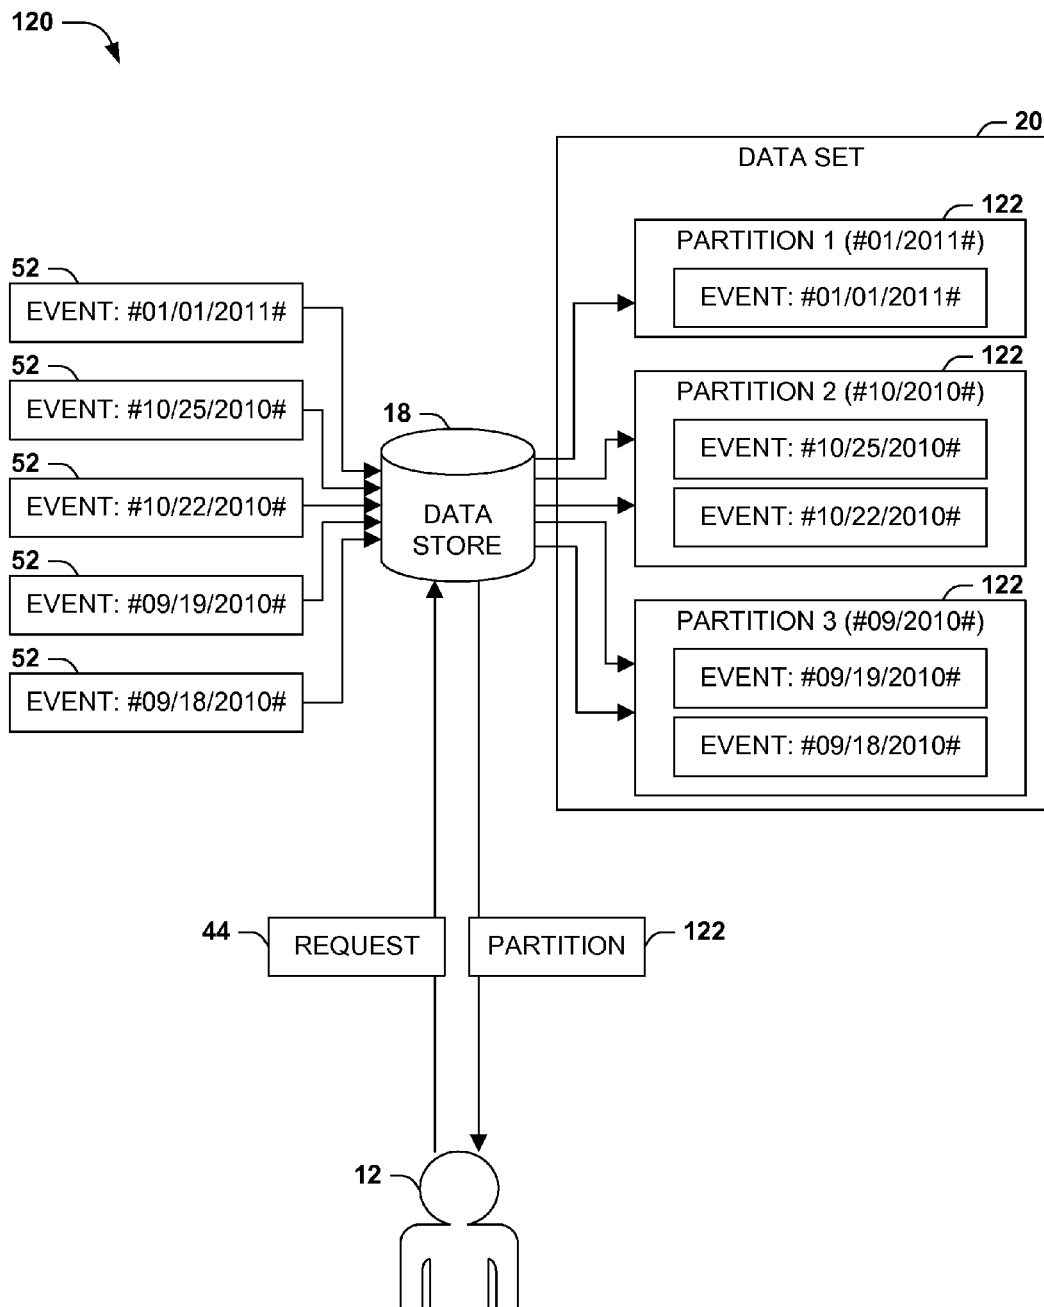 120
20
DATA SET
122
PARTITION 1 (#01/2011#)
EVENT: #01/01/2011#
52
EVENT: #01/01/2011#
122
PARTITION 2 (#10/2010#)
EVENT: #10/25/2010#
EVENT: #10/22/2010#
52
EVENT: #10/25/2010#
18
DATA
STORE
52
EVENT: #10/22/2010#
52
EVENT: #09/19/2010#
122
PARTITION 3 (#09/2010#)
EVENT: #09/19/2010#
EVENT: #09/18/2010#
52
EVENT: #09/18/2010#
44
REQUEST
PARTITION
122
12